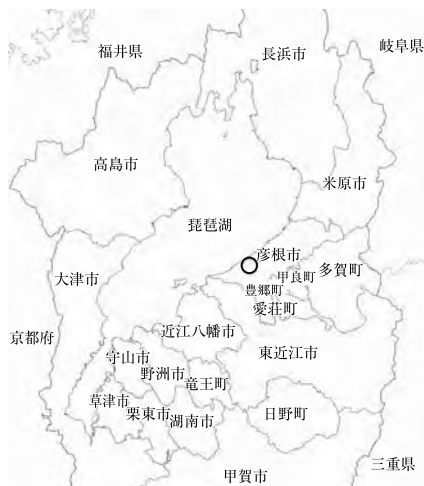 福井県
長浜市
岐阜県
高島市
米原市
琵琶湖
彦根市
多賀町
甲良町
大津市
豊郷町
愛荘町
京都府
近江八幡市
東近江市
守山市
野洲市
竜王町
草津市
栗東市
湖南市
日野町
三重県
甲賀市